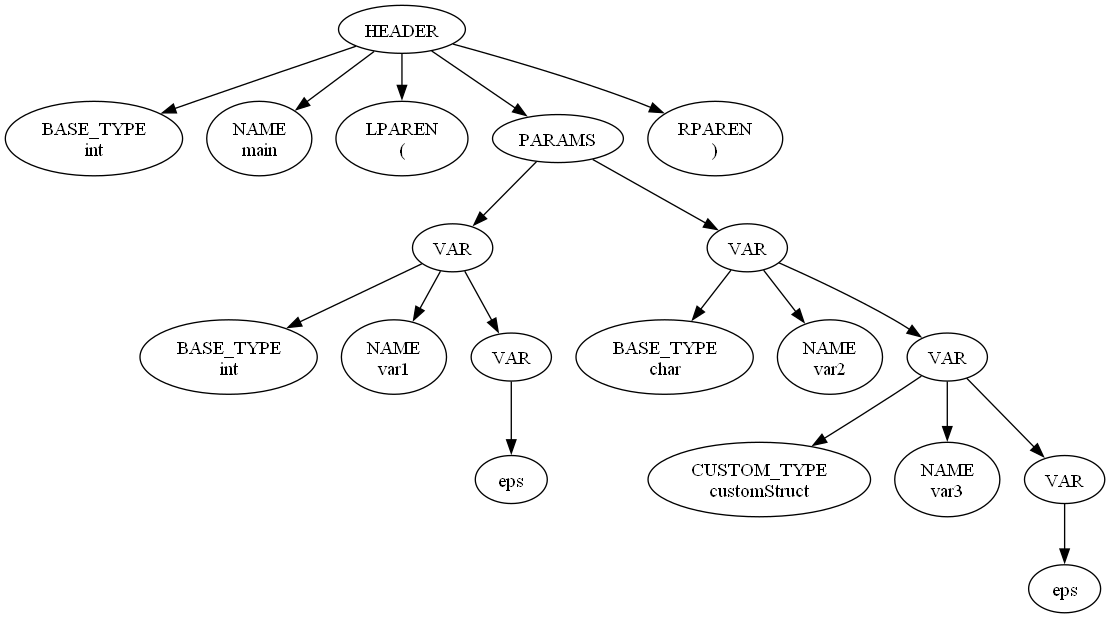 HEADER
BASE_TYPE
int
NAME
main
LPAREN
(
PARAMS
RPAREN
)
VAR
VAR
BASE_TYPE
int
NAME
var1
VAR
BASE_TYPE
char
NAME
var2
VAR
eps
CUSTOM_TYPE
customStruct
NAME
var3
VAR
eps